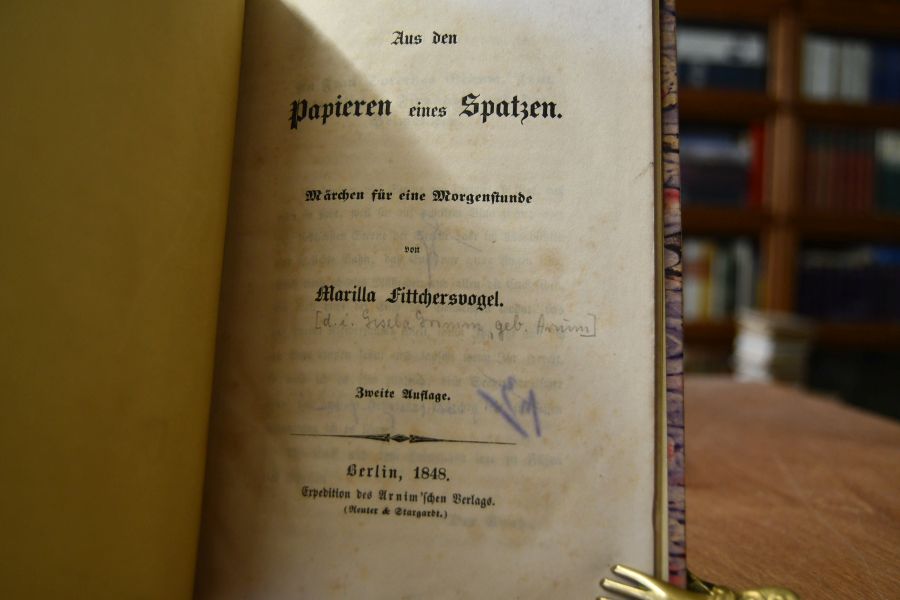 Aus den
Papieren eines Spatzen.
Märchen für eine Morgenstunde
von
Marilla Fittchersvogel.
[d. i. Gisela Grimm, geb. Arnim]
Zweite Auflage.
Berlin, 1848.
Expedition des Arnim'schen Verlags.
(Reuter & Stargardt.)